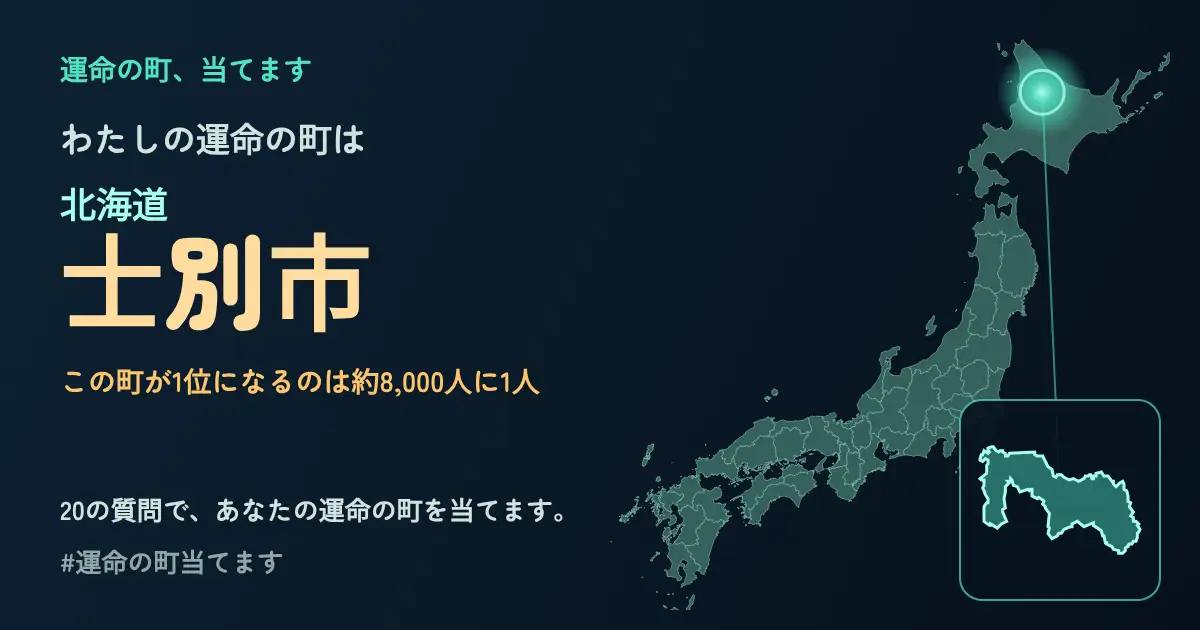 運命の町、当てます
わたしの運命の町は
北海道
士別市
この町が1位になるのは約8,000人に1人
20の質問で、あなたの運命の町を当てます。
#運命の町当てます